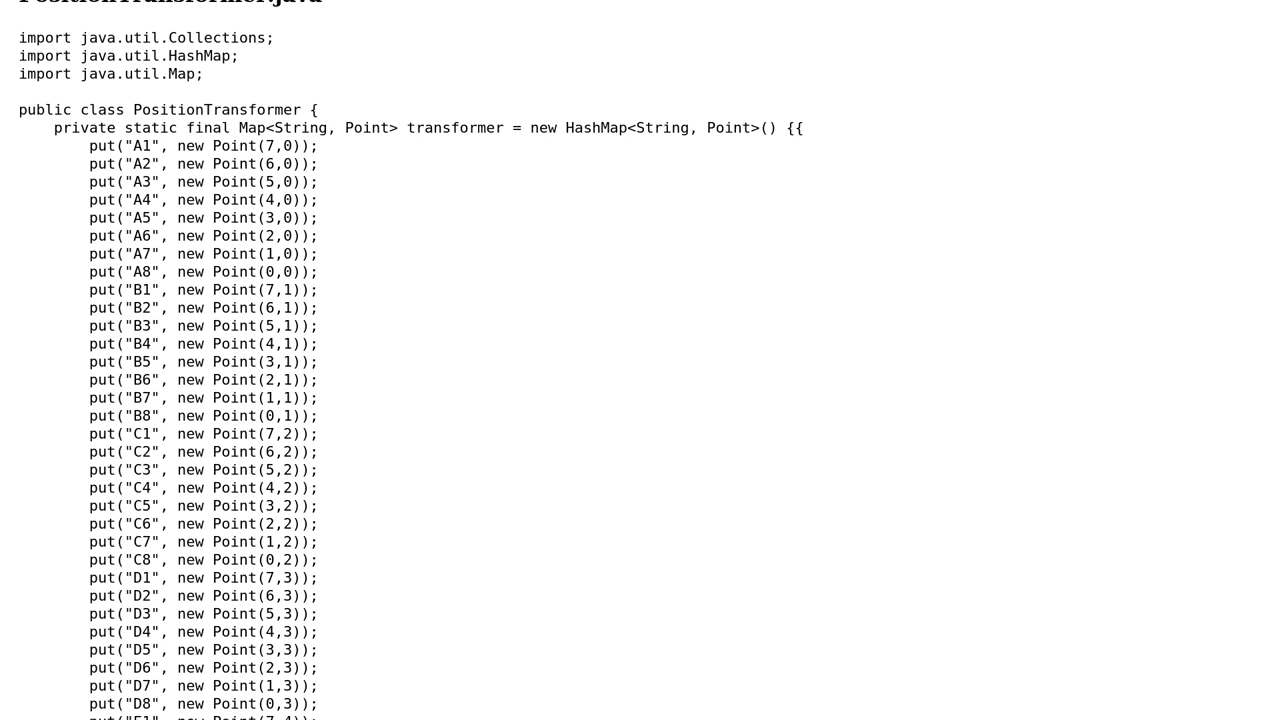 PositionTransformer.java
import java.util.Collections;
import java.util.HashMap;
import java.util.Map;
public class PositionTransformer {
    private static final Map<String, Point> transformer = new HashMap<String, Point>() {{
        put("A1", new Point(7,0));
        put("A2", new Point(6,0));
        put("A3", new Point(5,0));
        put("A4", new Point(4,0));
        put("A5", new Point(3,0));
        put("A6", new Point(2,0));
        put("A7", new Point(1,0));
        put("A8", new Point(0,0));
        put("B1", new Point(7,1));
        put("B2", new Point(6,1));
        put("B3", new Point(5,1));
        put("B4", new Point(4,1));
        put("B5", new Point(3,1));
        put("B6", new Point(2,1));
        put("B7", new Point(1,1));
        put("B8", new Point(0,1));
        put("C1", new Point(7,2));
        put("C2", new Point(6,2));
        put("C3", new Point(5,2));
        put("C4", new Point(4,2));
        put("C5", new Point(3,2));
        put("C6", new Point(2,2));
        put("C7", new Point(1,2));
        put("C8", new Point(0,2));
        put("D1", new Point(7,3));
        put("D2", new Point(6,3));
        put("D3", new Point(5,3));
        put("D4", new Point(4,3));
        put("D5", new Point(3,3));
        put("D6", new Point(2,3));
        put("D7", new Point(1,3));
        put("D8", new Point(0,3));
        put("E1", new Point(7,4));